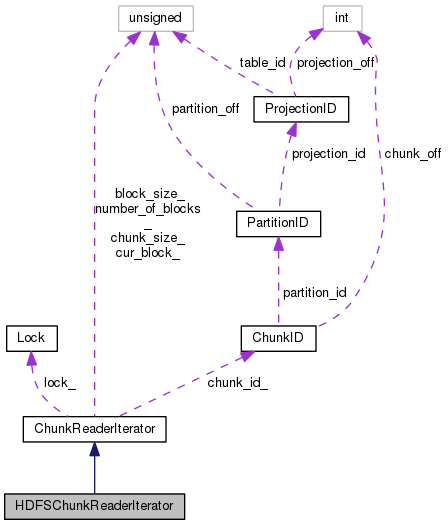 unsigned
int
table_id
projection_off
ProjectionID
partition_off
projection_id
chunk_off
block_size_
number_of_blocks
_
chunk_size_
cur_block_
PartitionID
partition_id
Lock
ChunkID
lock_
chunk_id_
ChunkReaderIterator
HDFSChunkReaderIterator